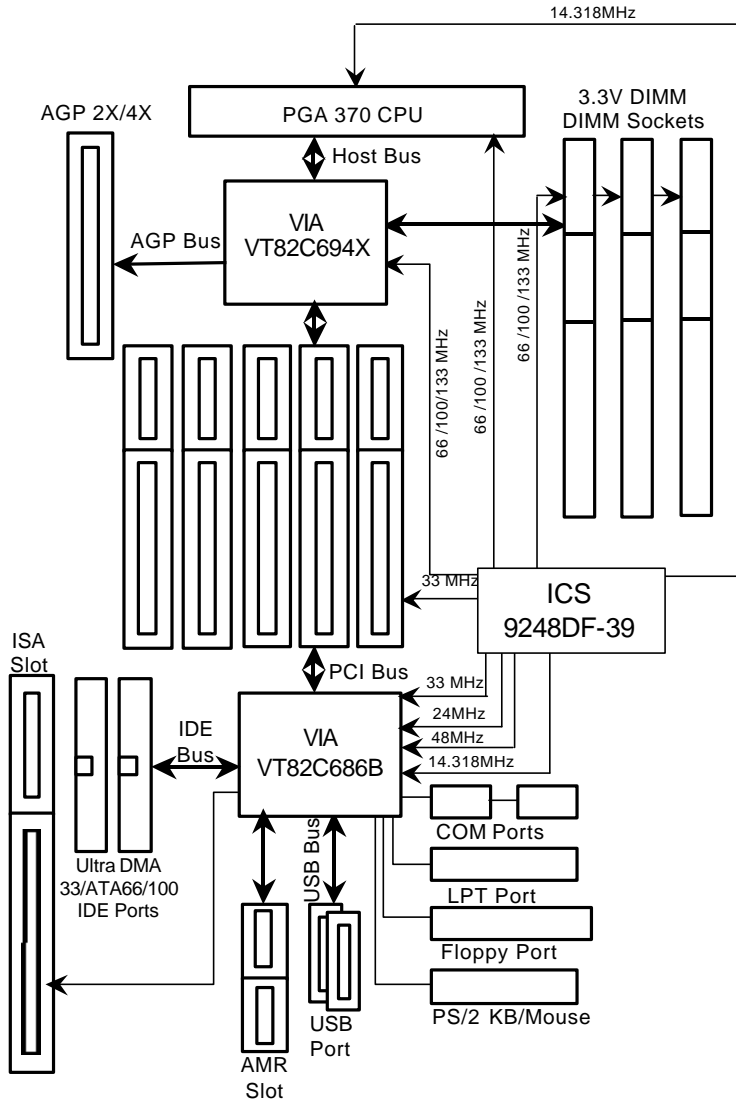 14.318MHz
AGP 2X/4X
PGA 370 CPU
3.3V DIMM
DIMM Sockets
Host Bus
VIA
VT82C694X
AGP Bus
66 /100/133 MHz
66 /100 /133 MHz
66 /100 /133 MHz
33 MHz
ICS
9248DF-39
ISA
Slot
PCI Bus
33 MHz
24MHz
48MHz
14.318MHz
IDE
Bus
VIA
VT82C686B
COM Ports
USB Bus
Ultra DMA
33/ATA66/100
IDE Ports
LPT Port
Floppy Port
PS/2 KB/Mouse
USB
Port
AMR
Slot